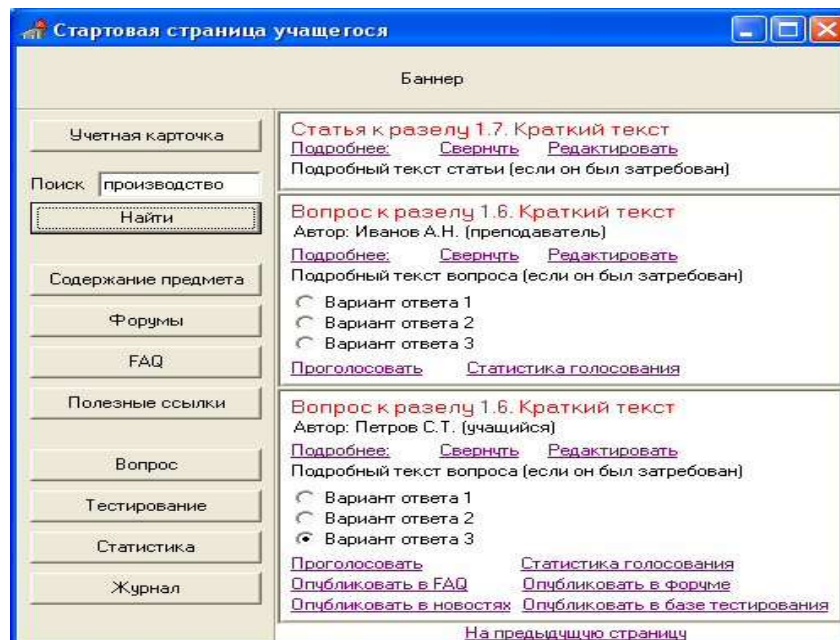 Стартовая страница учащегося
Баннер
Учетная карточка
Поиск производство
Найти
Содержание предмета
Форумы
FAQ
Полезные ссылки
Вопрос
Тестирование
Статистика
Журнал
Статья к разелу 1.7. Краткий текст
Подробнее: Свернуть Редактировать
Подробный текст статьи (если он был затребован)
Вопрос к разелу 1.6. Краткий текст
Автор: Иванов А.Н. (преподаватель)
Подробнее: Свернуть Редактировать
Подробный текст вопроса (если он был затребован)
Вариант ответа 1
Вариант ответа 2
Вариант ответа 3
Проголосовать Статистика голосования
Вопрос к разелу 1.6. Краткий текст
Автор: Петров С.Т. (учащийся)
Подробнее: Свернуть Редактировать
Подробный текст вопроса (если он был затребован)
Вариант ответа 1
Вариант ответа 2
Вариант ответа 3
Проголосовать Статистика голосования
Опубликовать в FAQ Опубликовать в форуме
Опубликовать в новостях Опубликовать в базе тестирования
На предыдущую страницу